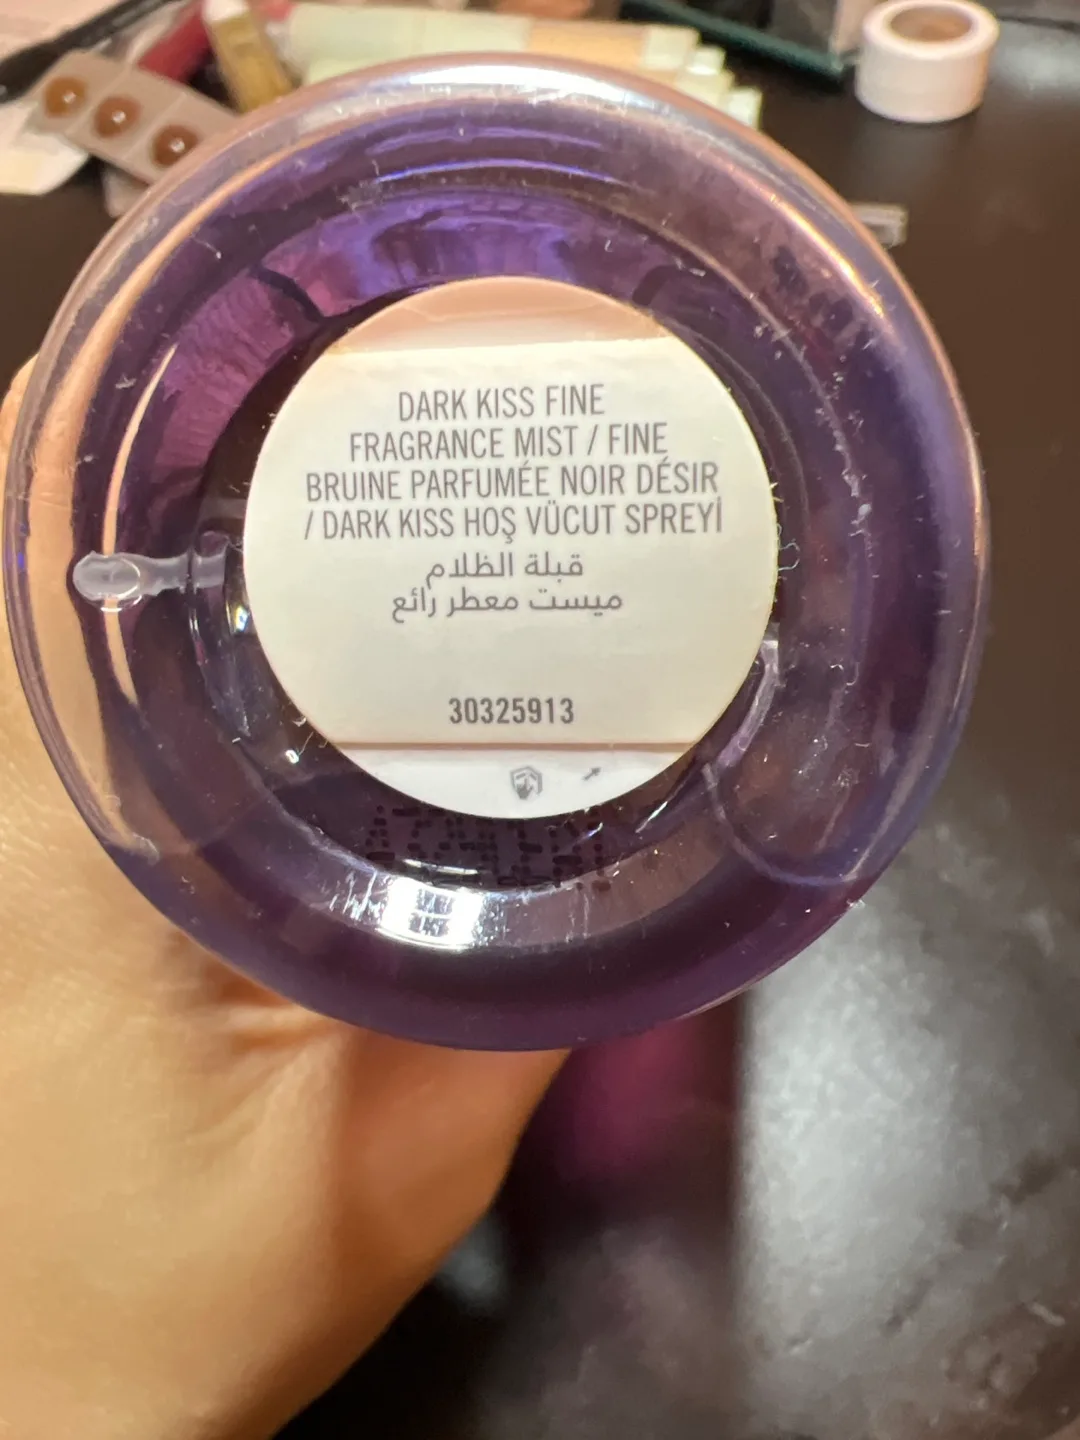 DARK KISS FINE
FRAGRANCE MIST / FINE
BRUINE PARFUMÉE NOIR DÉSIR
/ DARK KISS HOŞ VÜCUT SPREYİ
قبلة الظلام
ميست معطر رائع
30325913